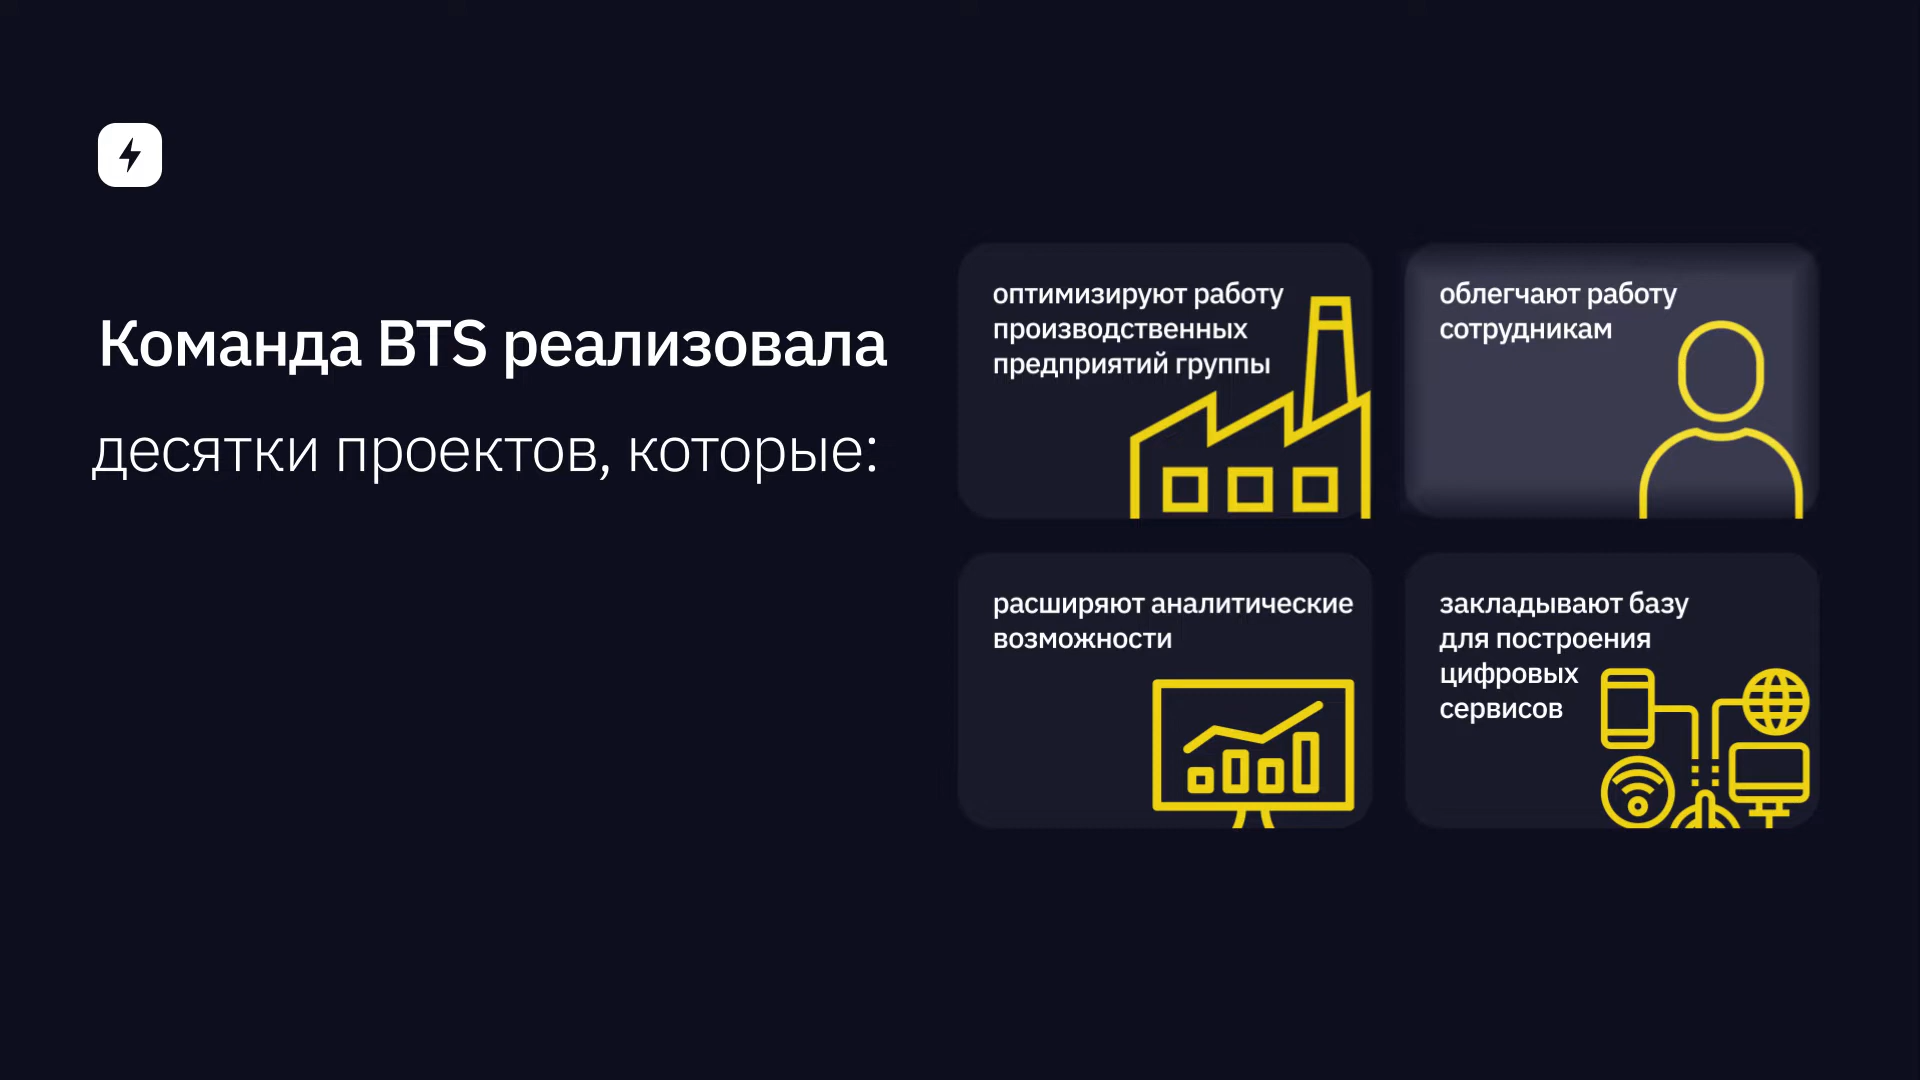 Команда BTS реализовала
десятки проектов, которые:
оптимизируют работу
производственных
предприятий группы
облегчают работу
сотрудникам
расширяют аналитические
возможности
закладывают базу
для построения
цифровых
сервисов